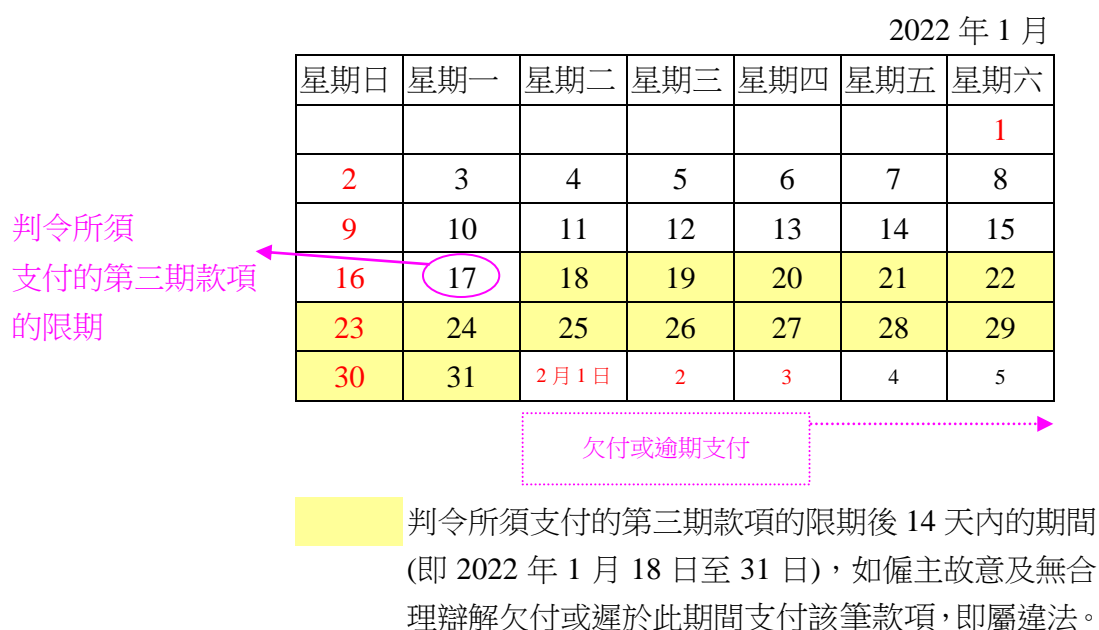 2022 年 1 月
星期日 星期一 星期二 星期三 星期四 星期五 星期六
1
2 3 4 5 6 7 8
9 10 11 12 13 14 15
16 17 18 19 20 21 22
23 24 25 26 27 28 29
30 31 2 月 1 日 2 3 4 5
判令所須
支付的第三期款項
的限期
欠付或逾期支付
判令所須支付的第三期款項的限期後 14 天內的期間
(即 2022 年 1 月 18 日至 31 日)，如僱主故意及無合
理辯解欠付或遲於此期間支付該筆款項，即屬違法。